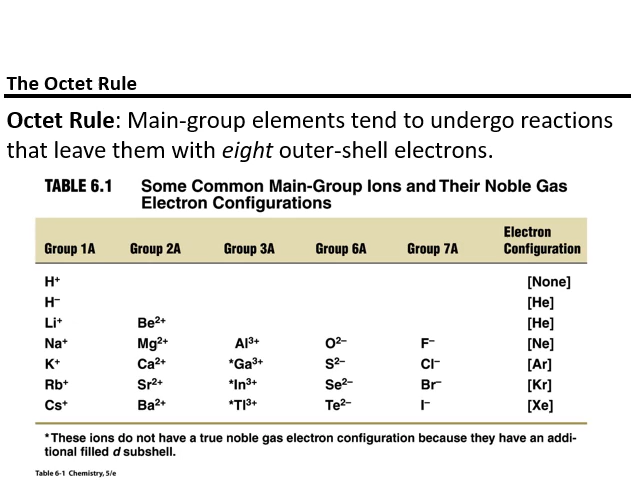 The Octet Rule
Octet Rule: Main-group elements tend to undergo reactions
that leave them with eight outer-shell electrons.
TABLE 6.1 Some Common Main-Group Ions and Their Noble Gas
Electron Configurations
Electron
Group 1A Group 2A Group 3A Group 6A Group 7A Configuration
H⁺ [None]
H⁻ [He]
Li⁺ Be²⁺ [He]
Na⁺ Mg²⁺ Al³⁺ O²⁻ F⁻ [Ne]
K⁺ Ca²⁺ *Ga³⁺ S²⁻ Cl⁻ [Ar]
Rb⁺ Sr²⁺ *In³⁺ Se²⁻ Br⁻ [Kr]
Cs⁺ Ba²⁺ *Tl³⁺ Te²⁻ I⁻ [Xe]
*These ions do not have a true noble gas electron configuration because they have an addi-
tional filled d subshell.
Table 6-1 Chemistry, 5/e